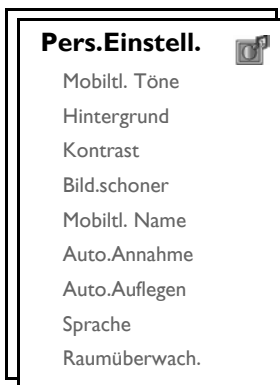 Pers.Einstell.
Mobiltl. Töne
Hintergrund
Kontrast
Bild.schoner
Mobiltl. Name
Auto.Annahme
Auto.Auflegen
Sprache
Raumüberwach.